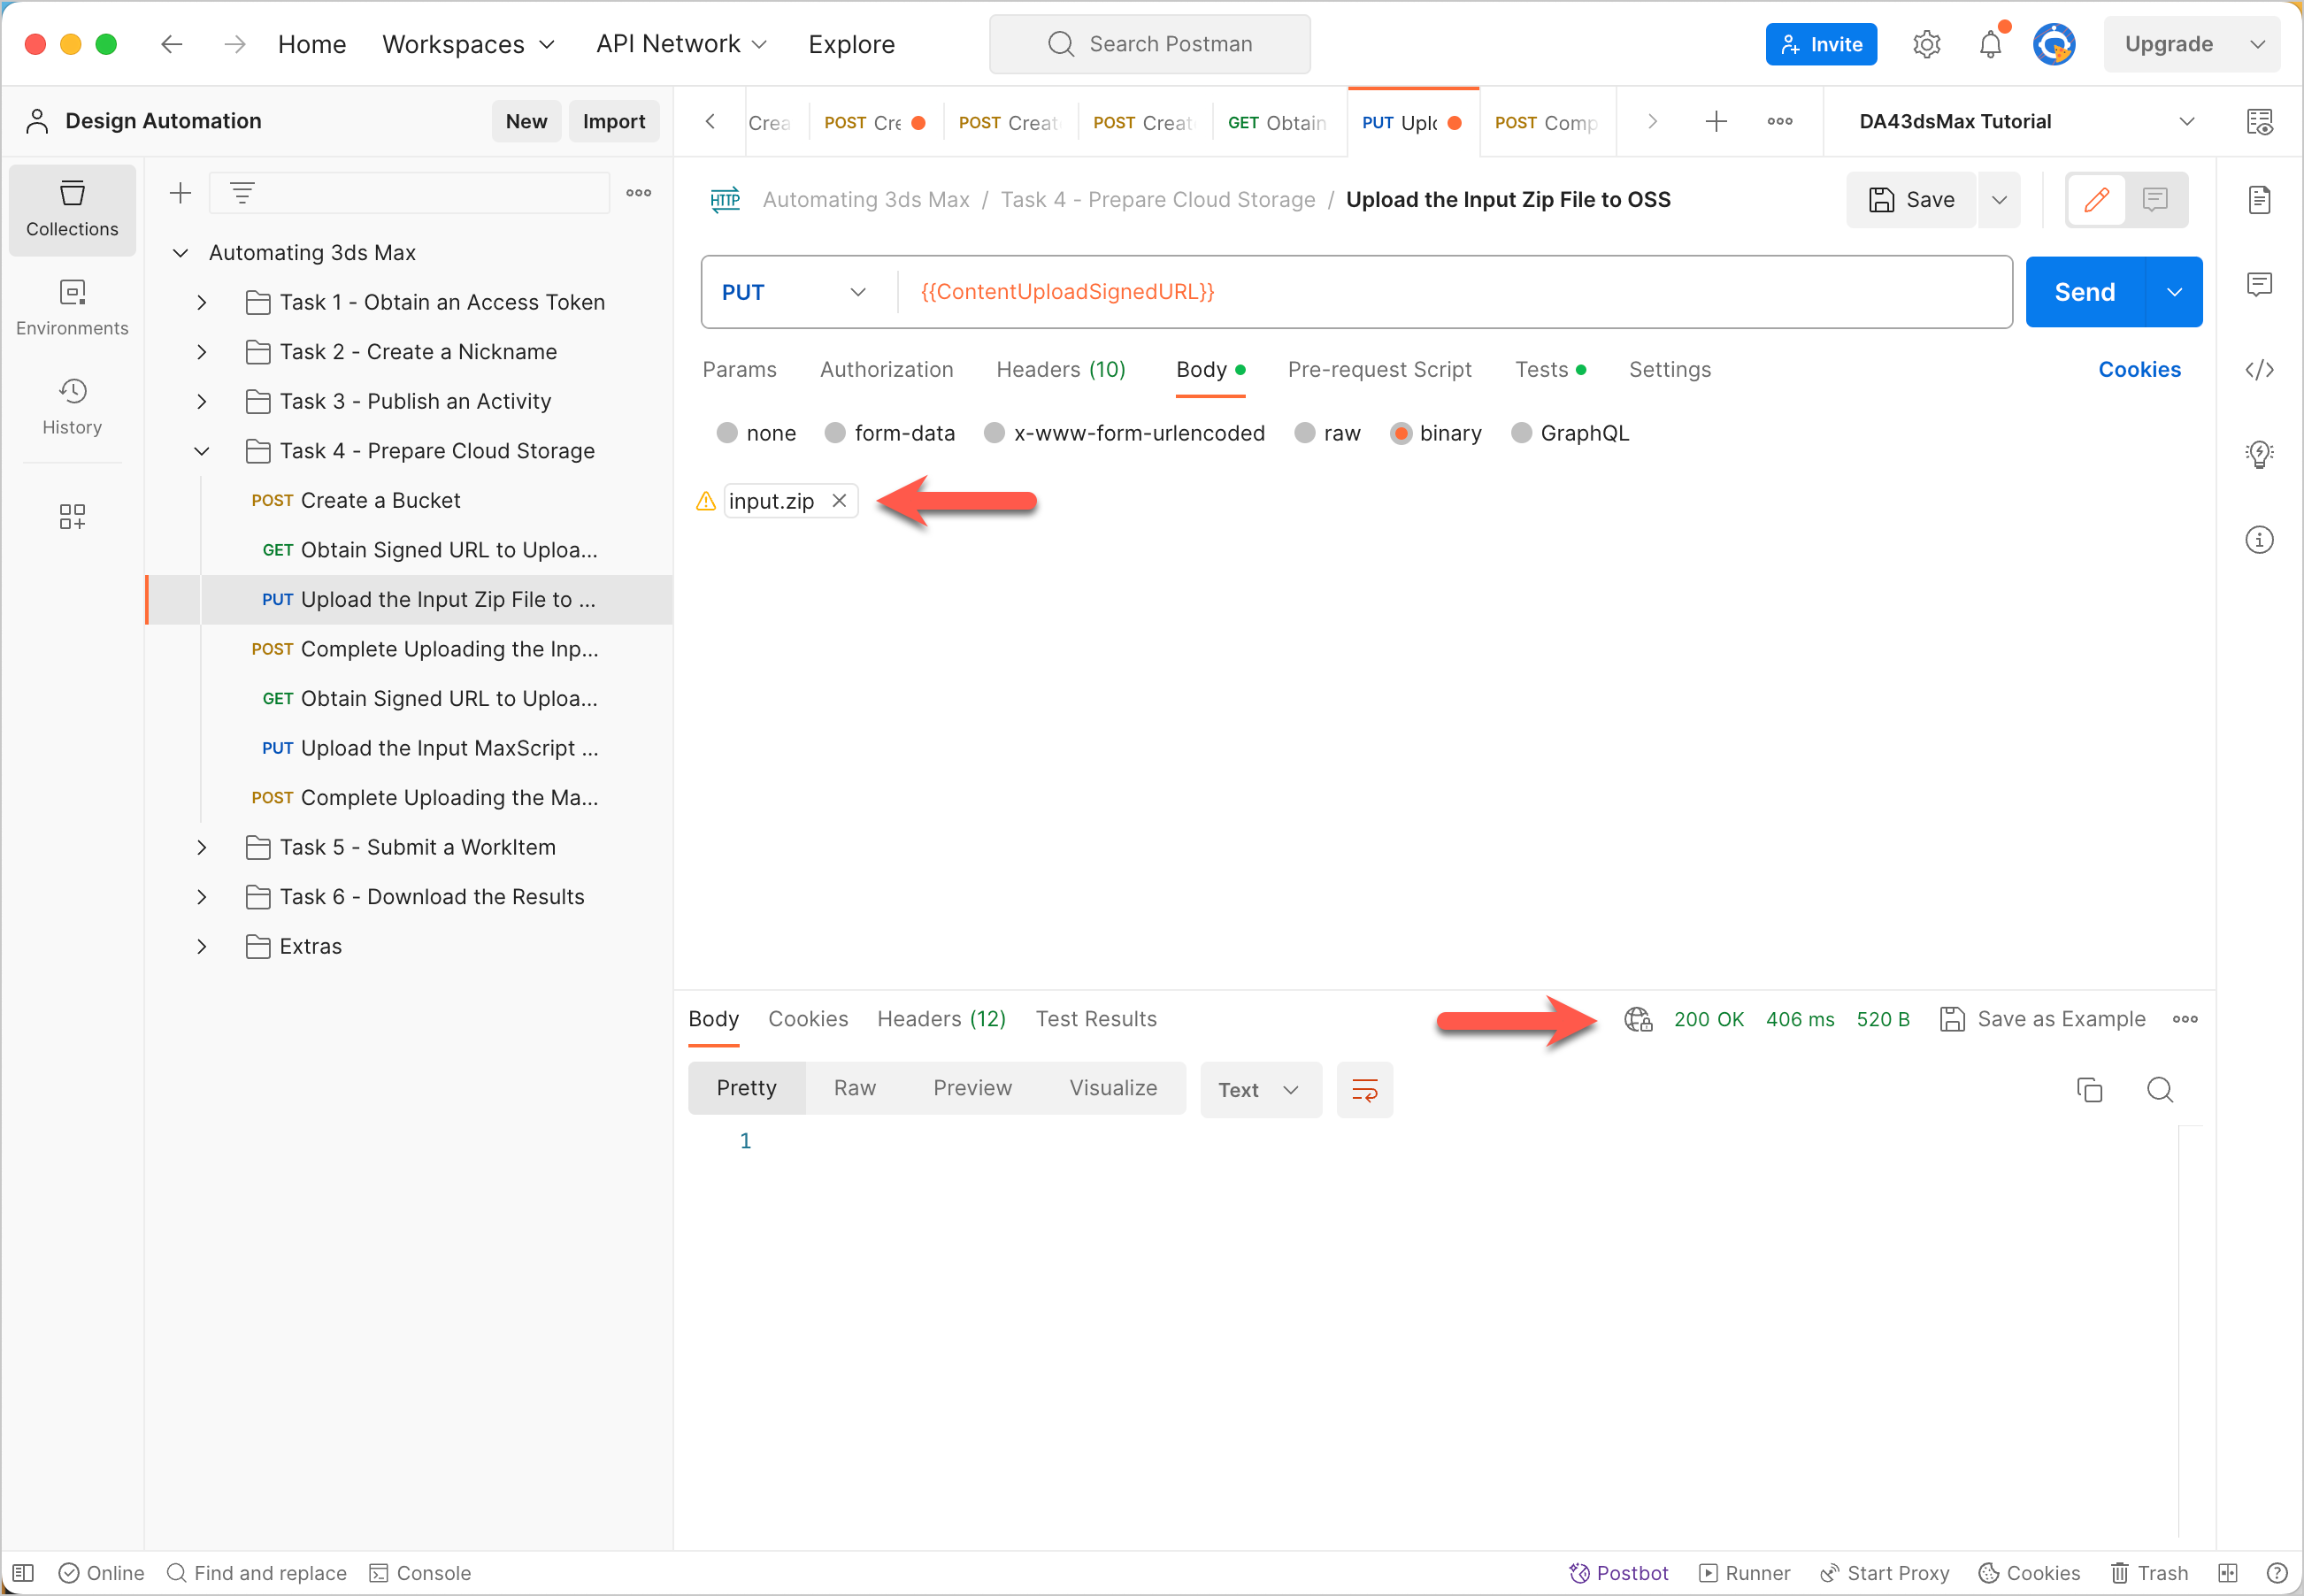 Home Workspaces API Network Explore Search Postman Invite Upgrade
Design Automation New Import
Crea POST Cre POST Creat POST Creat GET Obtain PUT Uplo POST Comp DA43dsMax Tutorial
Collections
Environments
History
Automating 3ds Max
Task 1 - Obtain an Access Token
Task 2 - Create a Nickname
Task 3 - Publish an Activity
Task 4 - Prepare Cloud Storage
POST Create a Bucket
GET Obtain Signed URL to Uploa...
PUT Upload the Input Zip File to ...
POST Complete Uploading the Inp...
GET Obtain Signed URL to Uploa...
PUT Upload the Input MaxScript ...
POST Complete Uploading the Ma...
Task 5 - Submit a WorkItem
Task 6 - Download the Results
Extras
HTTP Automating 3ds Max / Task 4 - Prepare Cloud Storage / Upload the Input Zip File to OSS Save
PUT {{ContentUploadSignedURL}} Send
Params Authorization Headers (10) Body Pre-request Script Tests Settings Cookies
none form-data x-www-form-urlencoded raw binary GraphQL
input.zip
Body Cookies Headers (12) Test Results 200 OK 406 ms 520 B Save as Example
Pretty Raw Preview Visualize Text
1
Online Find and replace Console Postbot Runner Start Proxy Cookies Trash